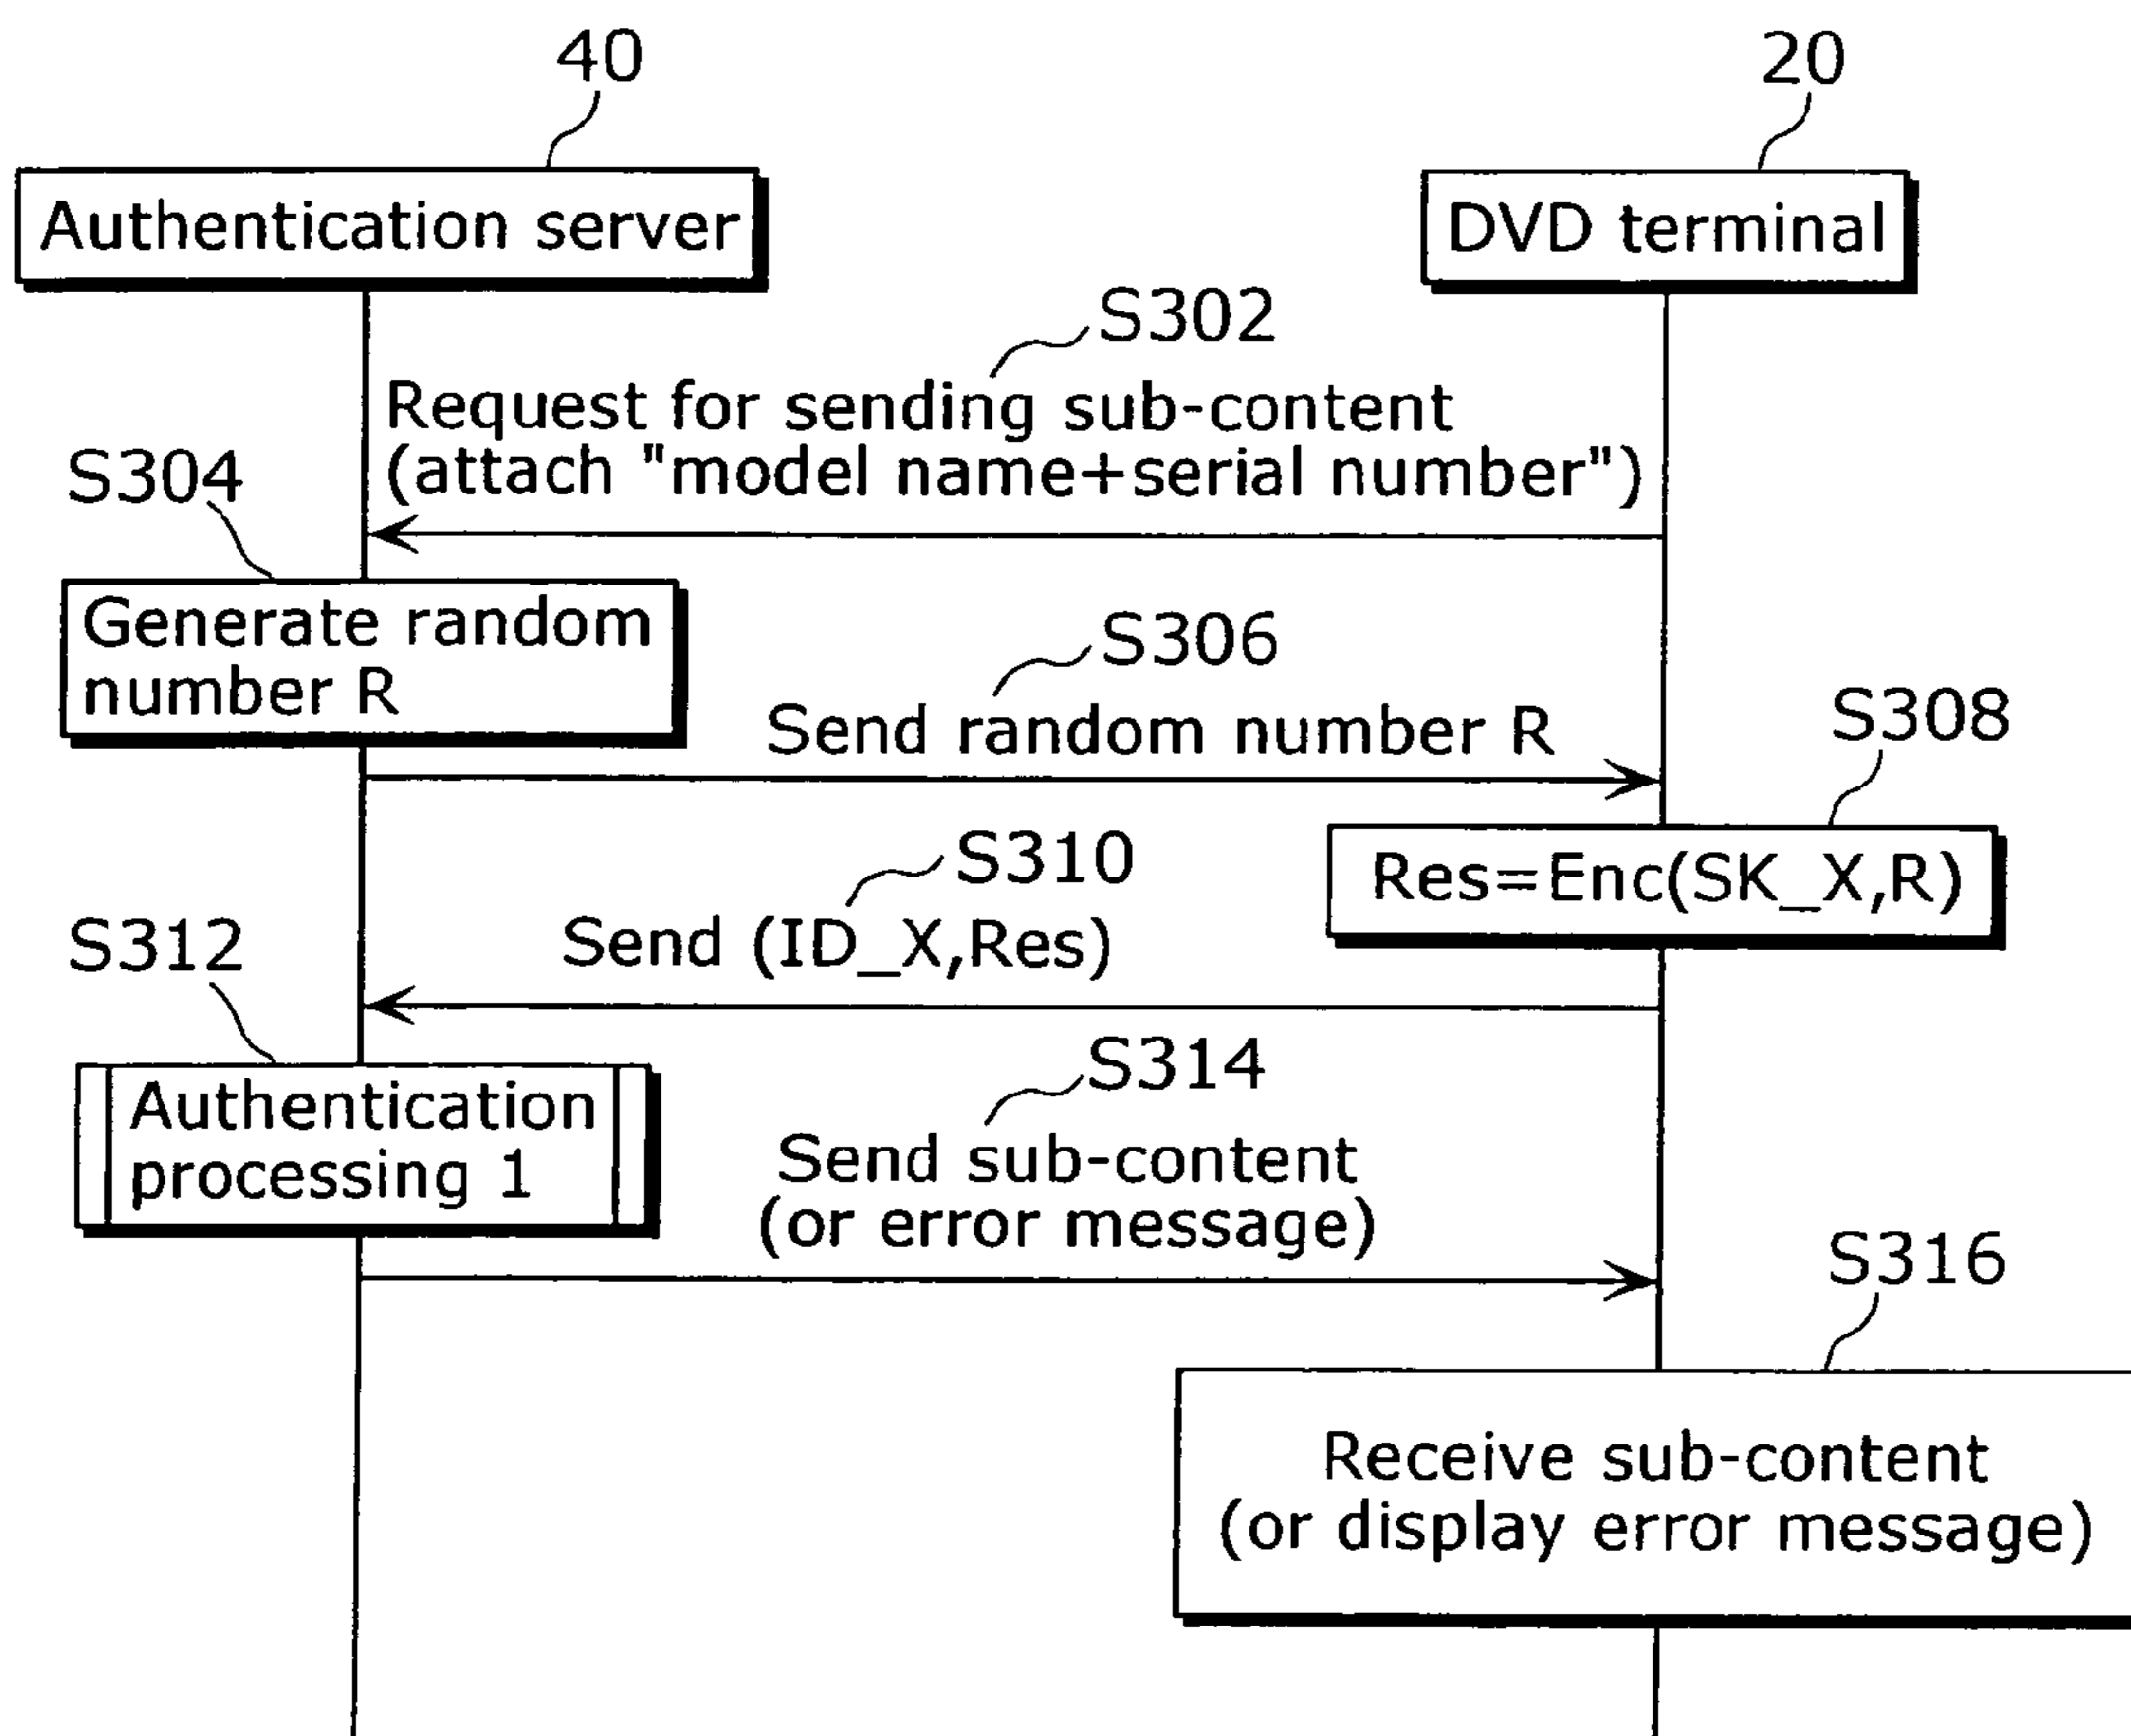 40
20
Authentication server
DVD terminal
S302
Request for sending sub-content
(attach "model name+serial number")
S304
Generate random
number R
S306
Send random number R
S308
Res=Enc(SK_X,R)
S310
Send (ID_X,Res)
S312
Authentication
processing 1
S314
Send sub-content
(or error message)
S316
Receive sub-content
(or display error message)